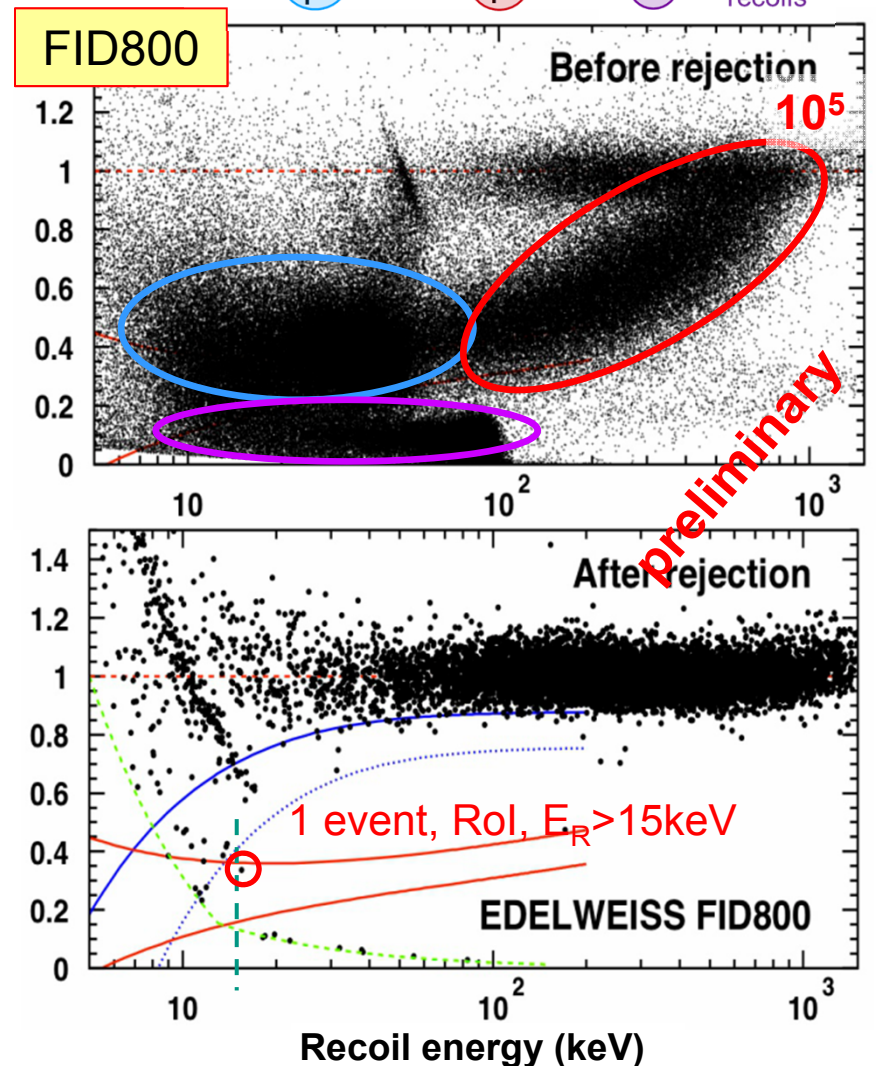 recoils
FID800
Before rejection
10⁵
1.2
1
0.8
0.6
0.4
0.2
0
10
10²
10³
preliminary
After rejection
1.4
1.2
1
0.8
0.6
0.4
0.2
0
1 event, RoI, E_R>15keV
EDELWEISS FID800
10
10²
10³
Recoil energy (keV)